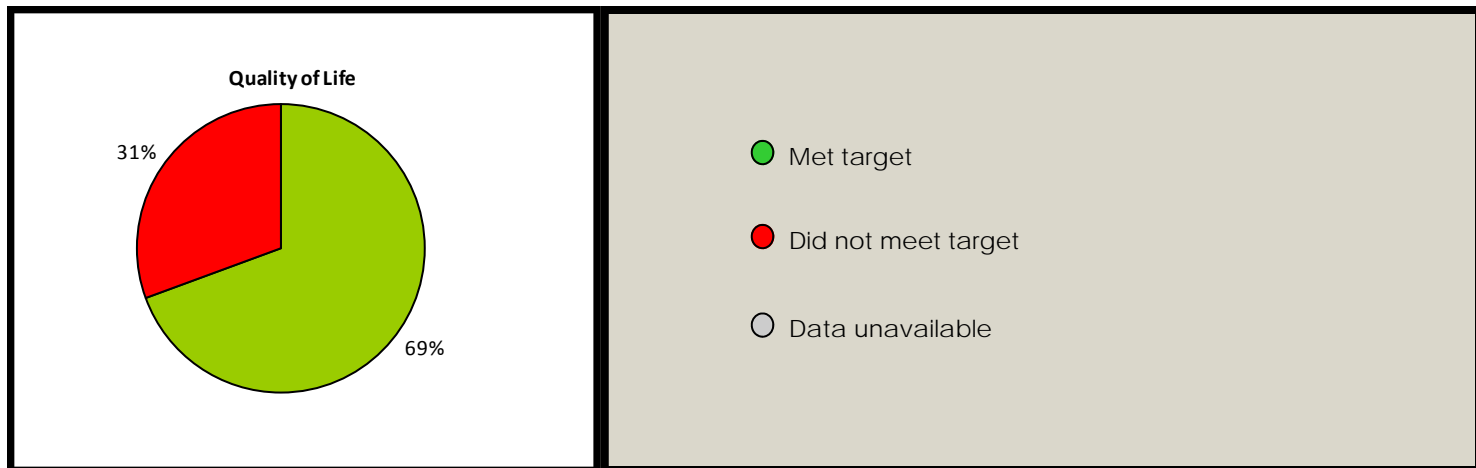 Quality of Life
31%
69%
Met target
Did not meet target
Data unavailable